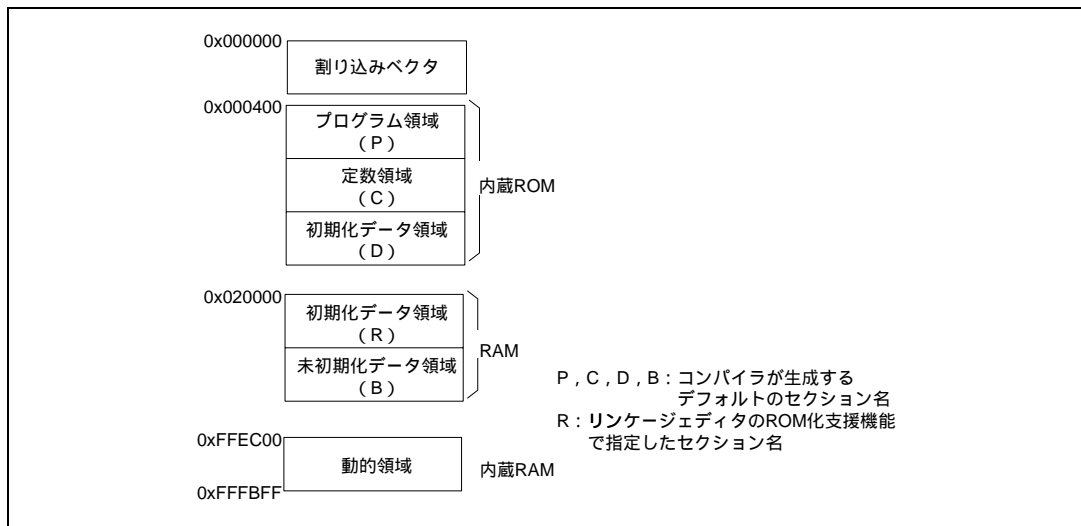 0x000000
割り込みベクタ
0x000400
プログラム領域
（P）
定数領域
（C）
初期化データ領域
（D）
内蔵ROM
0x020000
初期化データ領域
（R）
未初期化データ領域
（B）
RAM
P , C , D , B：コンパイラが生成する
デフォルトのセクション名
R：リンケージェディタのROM化支援機能
で指定したセクション名
0xFFEC00
動的領域
内蔵RAM
0xFFFBFF